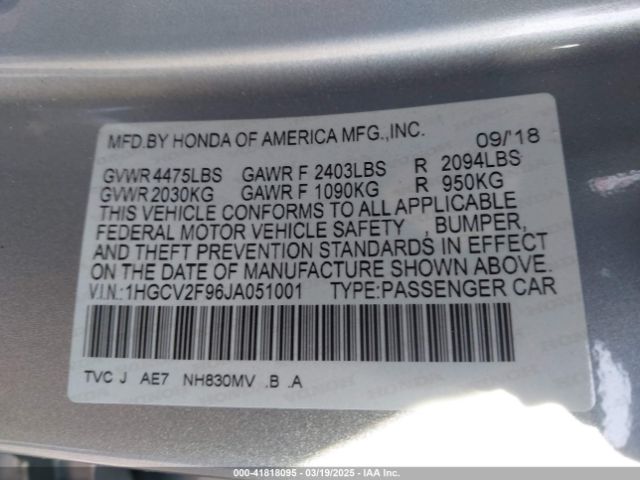 MFD.BY HONDA OF AMERICA MFG.,INC. 09/'18
GVWR 4475LBS GAWR F 2403LBS R 2094LBS
GVWR 2030KG GAWR F 1090KG R 950KG
THIS VEHICLE CONFORMS TO ALL APPLICABLE
FEDERAL MOTOR VEHICLE SAFETY , BUMPER,
AND THEFT PREVENTION STANDARDS IN EFFECT
ON THE DATE OF MANUFACTURE SHOWN ABOVE.
V.I.N.:1HGCV2F96JA051001 TYPE:PASSENGER CAR
TVC J AE7 NH830MV .B .A
000-41818095 - 03/19/2025 - IAA Inc.